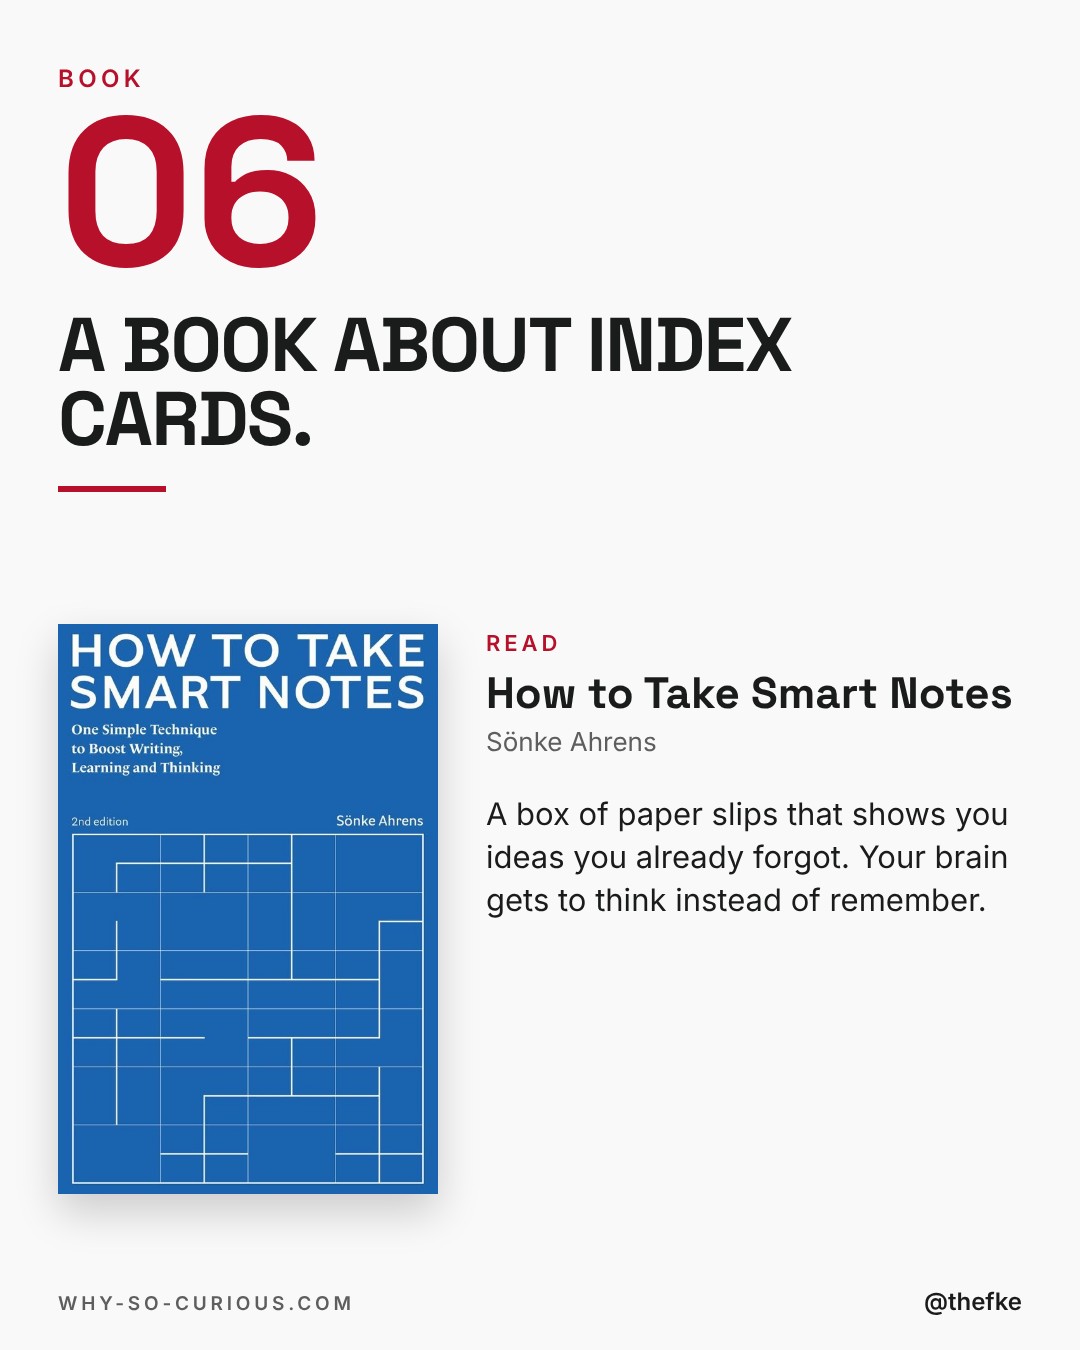 BOOK
06
A BOOK ABOUT INDEX
CARDS.
HOW TO TAKE
SMART NOTES
One Simple Technique
to Boost Writing,
Learning and Thinking
2nd edition
Sönke Ahrens
READ
How to Take Smart Notes
Sönke Ahrens
A box of paper slips that shows you
ideas you already forgot. Your brain
gets to think instead of remember.
WHY-SO-CURIOUS.COM
@thefke